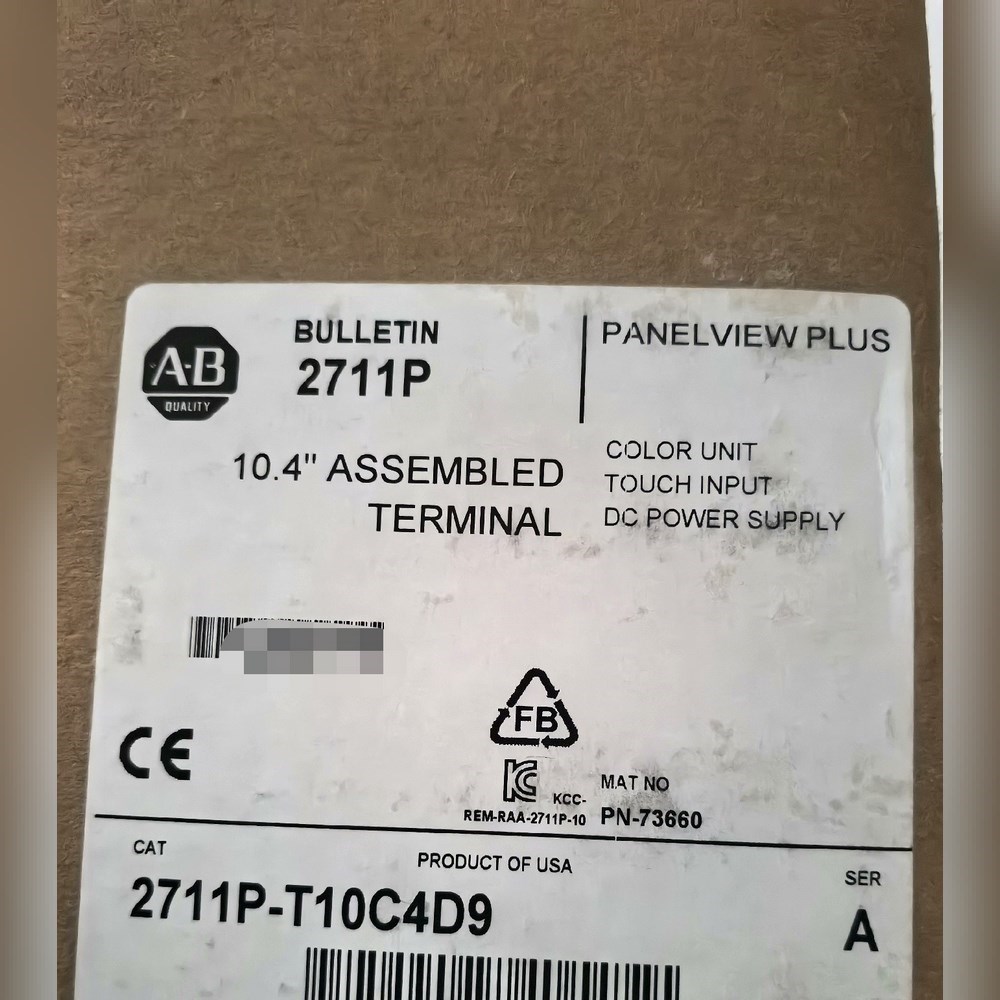 A-B
QUALITY
BULLETIN
2711P
PANELVIEW PLUS
10.4" ASSEMBLED
TERMINAL
COLOR UNIT
TOUCH INPUT
DC POWER SUPPLY
FB
CE
KC
KCC-
REM-RAA-2711P-10
MAT NO
PN-73660
CAT
PRODUCT OF USA
SER
2711P-T10C4D9
A